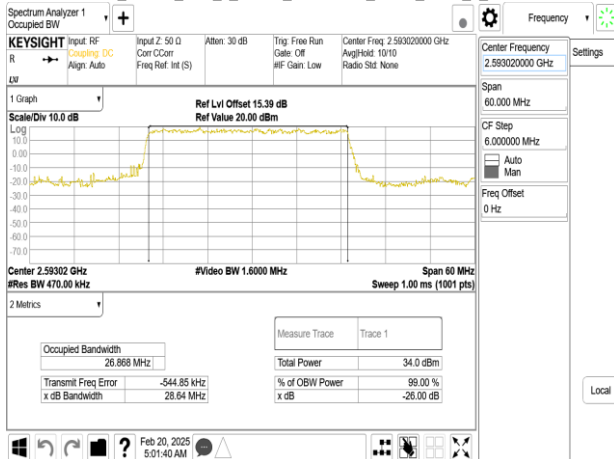 Spectrum Analyzer 1
Occupied BW
+
Frequency
KEYSIGHT
R
LXI
Input: RF
Coupling: DC
Align: Auto
Input Z: 50 Ω
Corr CCorr
Freq Ref: Int (S)
Atten: 30 dB
Trig: Free Run
Gate: Off
#IF Gain: Low
Center Freq: 2.593020000 GHz
Avg|Hold: 10/10
Radio Std: None
Center Frequency
2.593020000 GHz
Settings
Span
60.000 MHz
CF Step
6.000000 MHz
Auto
Man
Freq Offset
0 Hz
Local
1 Graph
Scale/Div 10.0 dB
Ref Lvl Offset 15.39 dB
Ref Value 20.00 dBm
Log
10.0
0.00
-10.0
-20.0
-30.0
-40.0
-50.0
-60.0
-70.0
Center 2.59302 GHz
#Res BW 470.00 kHz
#Video BW 1.6000 MHz
Span 60 MHz
Sweep 1.00 ms (1001 pts)
2 Metrics
Measure Trace Trace 1
Occupied Bandwidth
26.868 MHz
Total Power 34.0 dBm
Transmit Freq Error -544.85 kHz
% of OBW Power 99.00 %
x dB Bandwidth 28.64 MHz
x dB -26.00 dB
?
Feb 20, 2025
5:01:40 AM